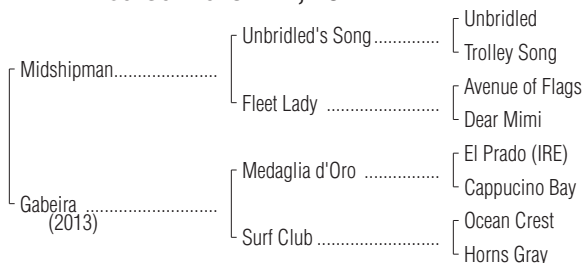 Unbridled
Unbridled's Song..............
Trolley Song
Midshipman......................
Avenue of Flags
Fleet Lady ........................
Dear Mimi
El Prado (IRE)
Medaglia d'Oro ................
Cappucino Bay
Gabeira ............................
(2013)
Ocean Crest
Surf Club ..........................
Horns Gray